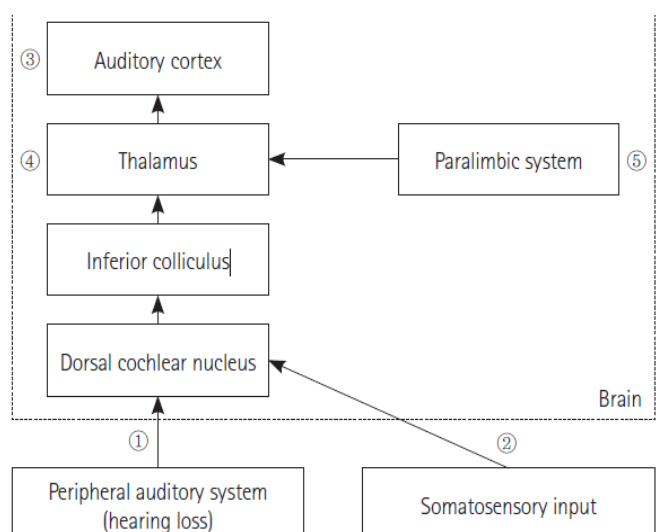 ③ Auditory cortex
④ Thalamus
Paralimbic system ⑤
Inferior colliculus
Dorsal cochlear nucleus
Brain
①
②
Peripheral auditory system
(hearing loss)
Somatosensory input